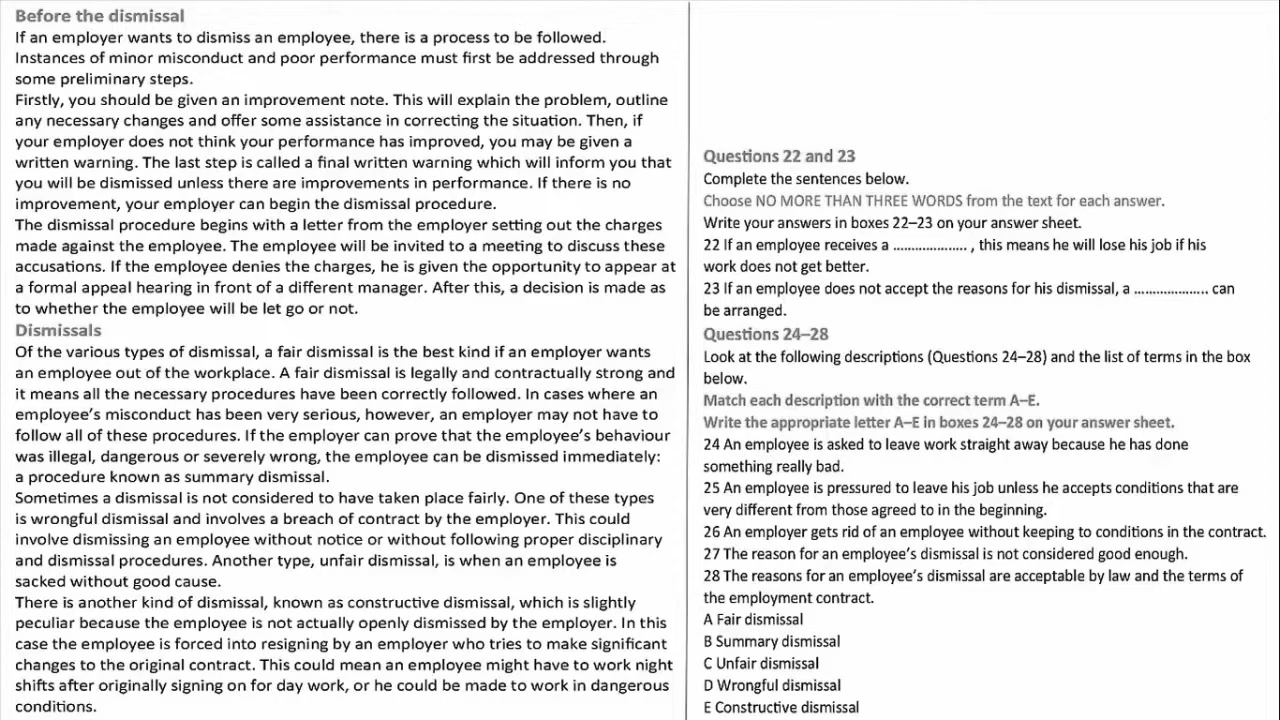 Before the dismissal
If an employer wants to dismiss an employee, there is a process to be followed.
Instances of minor misconduct and poor performance must first be addressed through
some preliminary steps.
Firstly, you should be given an improvement note. This will explain the problem, outline
any necessary changes and offer some assistance in correcting the situation. Then, if
your employer does not think your performance has improved, you may be given a
written warning. The last step is called a final written warning which will inform you that
you will be dismissed unless there are improvements in performance. If there is no
improvement, your employer can begin the dismissal procedure.
The dismissal procedure begins with a letter from the employer setting out the charges
made against the employee. The employee will be invited to a meeting to discuss these
accusations. If the employee denies the charges, he is given the opportunity to appear at
a formal appeal hearing in front of a different manager. After this, a decision is made as
to whether the employee will be let go or not.
Dismissals
Of the various types of dismissal, a fair dismissal is the best kind if an employer wants
an employee out of the workplace. A fair dismissal is legally and contractually strong and
it means all the necessary procedures have been correctly followed. In cases where an
employee's misconduct has been very serious, however, an employer may not have to
follow all of these procedures. If the employer can prove that the employee's behaviour
was illegal, dangerous or severely wrong, the employee can be dismissed immediately:
a procedure known as summary dismissal.
Sometimes a dismissal is not considered to have taken place fairly. One of these types
is wrongful dismissal and involves a breach of contract by the employer. This could
involve dismissing an employee without notice or without following proper disciplinary
and dismissal procedures. Another type, unfair dismissal, is when an employee is
sacked without good cause.
There is another kind of dismissal, known as constructive dismissal, which is slightly
peculiar because the employee is not actually openly dismissed by the employer. In this
case the employee is forced into resigning by an employer who tries to make significant
changes to the original contract. This could mean an employee might have to work night
shifts after originally signing on for day work, or he could be made to work in dangerous
conditions.
Questions 22 and 23
Complete the sentences below.
Choose NO MORE THAN THREE WORDS from the text for each answer.
Write your answers in boxes 22–23 on your answer sheet.
22 If an employee receives a .................... , this means he will lose his job if his
work does not get better.
23 If an employee does not accept the reasons for his dismissal, a .................... can
be arranged.
Questions 24–28
Look at the following descriptions (Questions 24–28) and the list of terms in the box
below.
Match each description with the correct term A–E.
Write the appropriate letter A–E in boxes 24–28 on your answer sheet.
24 An employee is asked to leave work straight away because he has done
something really bad.
25 An employee is pressured to leave his job unless he accepts conditions that are
very different from those agreed to in the beginning.
26 An employer gets rid of an employee without keeping to conditions in the contract.
27 The reason for an employee's dismissal is not considered good enough.
28 The reasons for an employee's dismissal are acceptable by law and the terms of
the employment contract.
A Fair dismissal
B Summary dismissal
C Unfair dismissal
D Wrongful dismissal
E Constructive dismissal